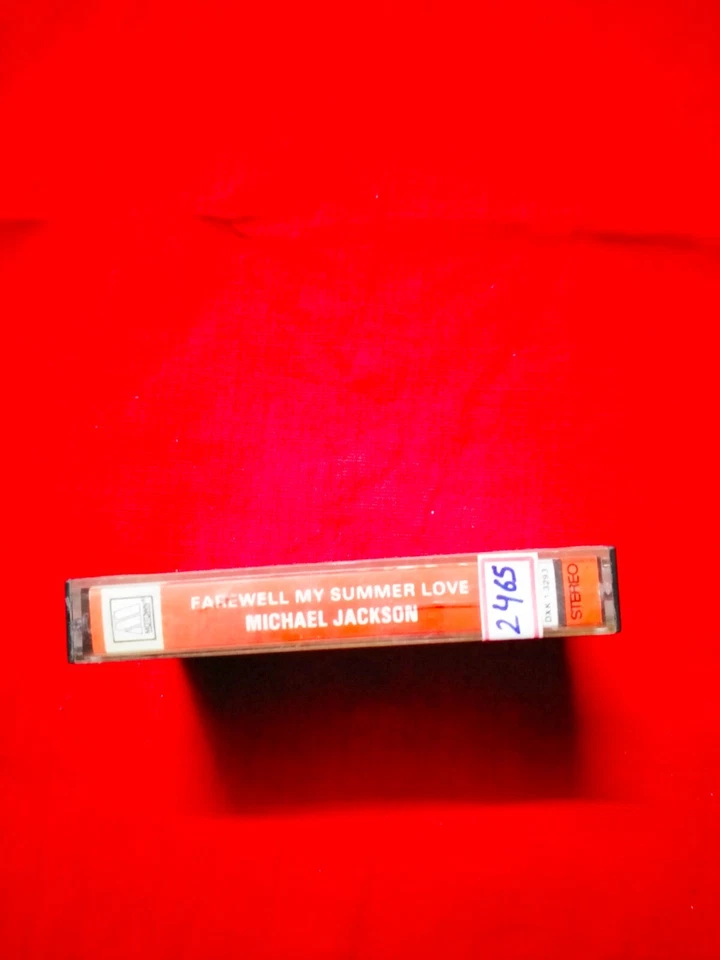 FAREWELL MY SUMMER LOVE
MICHAEL JACKSON
2465
STEREO